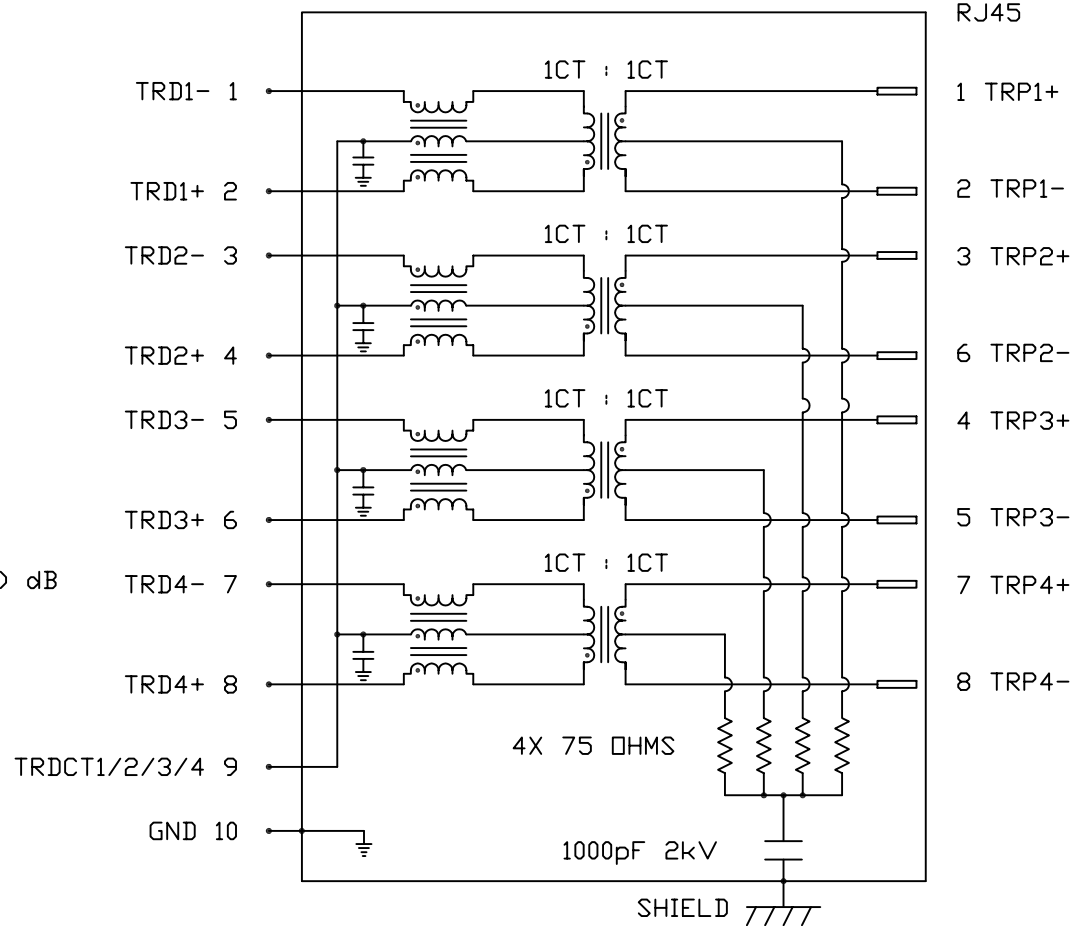 RJ45
1CT : 1CT
TRD1- 1
1 TRP1+
TRD1+ 2
2 TRP1-
1CT : 1CT
TRD2- 3
3 TRP2+
TRD2+ 4
6 TRP2-
1CT : 1CT
TRD3- 5
4 TRP3+
TRD3+ 6
5 TRP3-
1CT : 1CT
dB
TRD4- 7
7 TRP4+
TRD4+ 8
8 TRP4-
4X 75 OHMS
TRDCT1/2/3/4 9
GND 10
1000pF 2kV
SHIELD